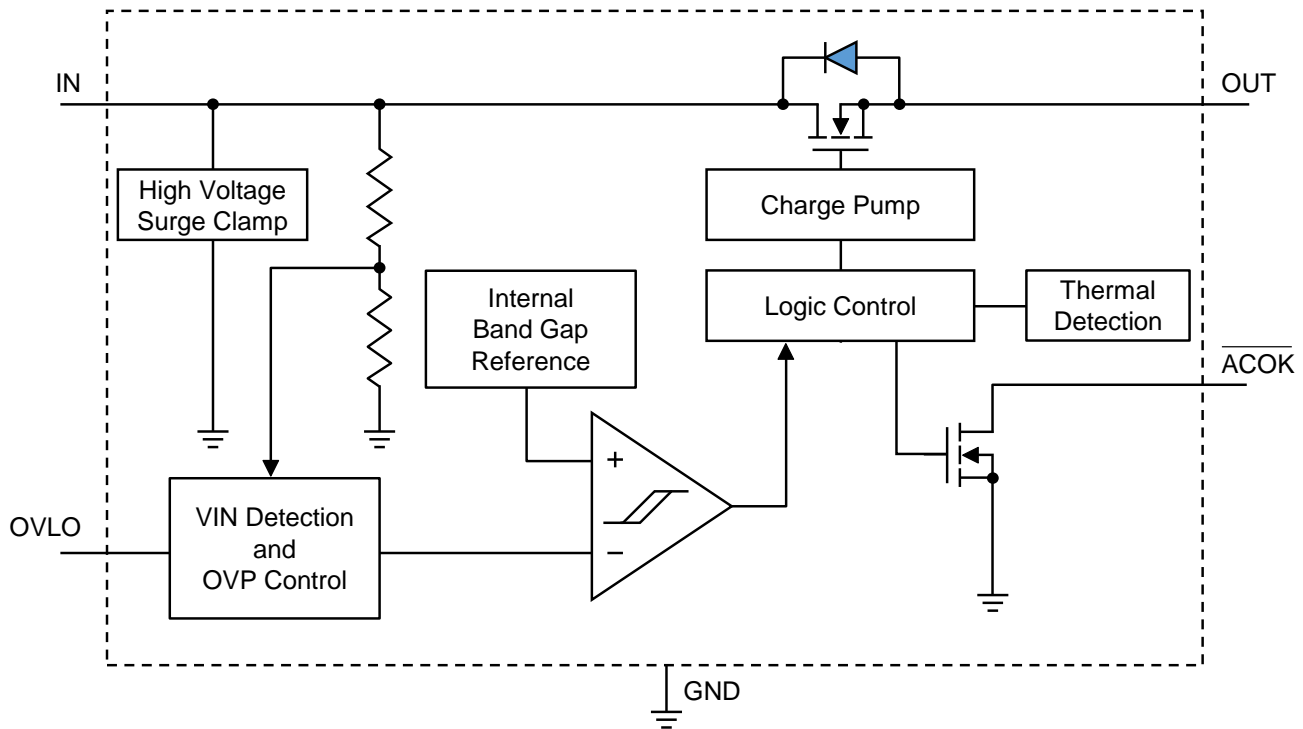 IN
OUT
High Voltage
Surge Clamp
Charge Pump
Internal
Band Gap
Reference
Logic Control
Thermal
Detection
ACOK
+
OVLO
VIN Detection
and
OVP Control
−
GND